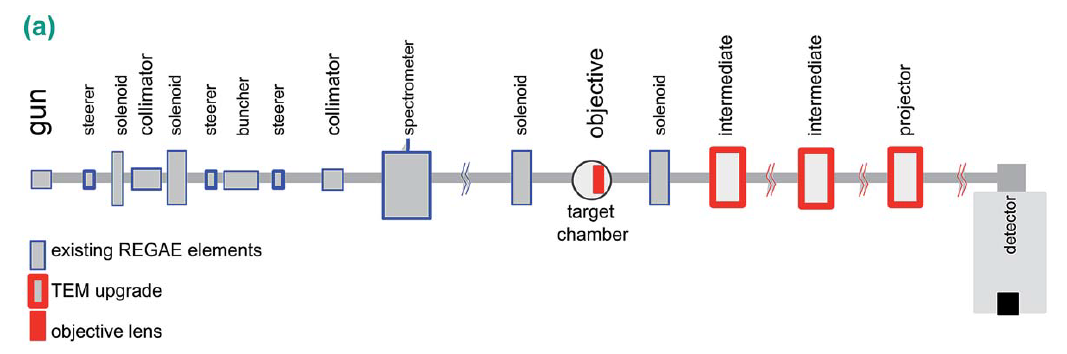 (a)
gun
steerer
solenoid
collimator
solenoid
steerer
buncher
steerer
collimator
spectrometer
solenoid
objective
solenoid
intermediate
intermediate
projector
target
chamber
detector
existing REGAE elements
TEM upgrade
objective lens